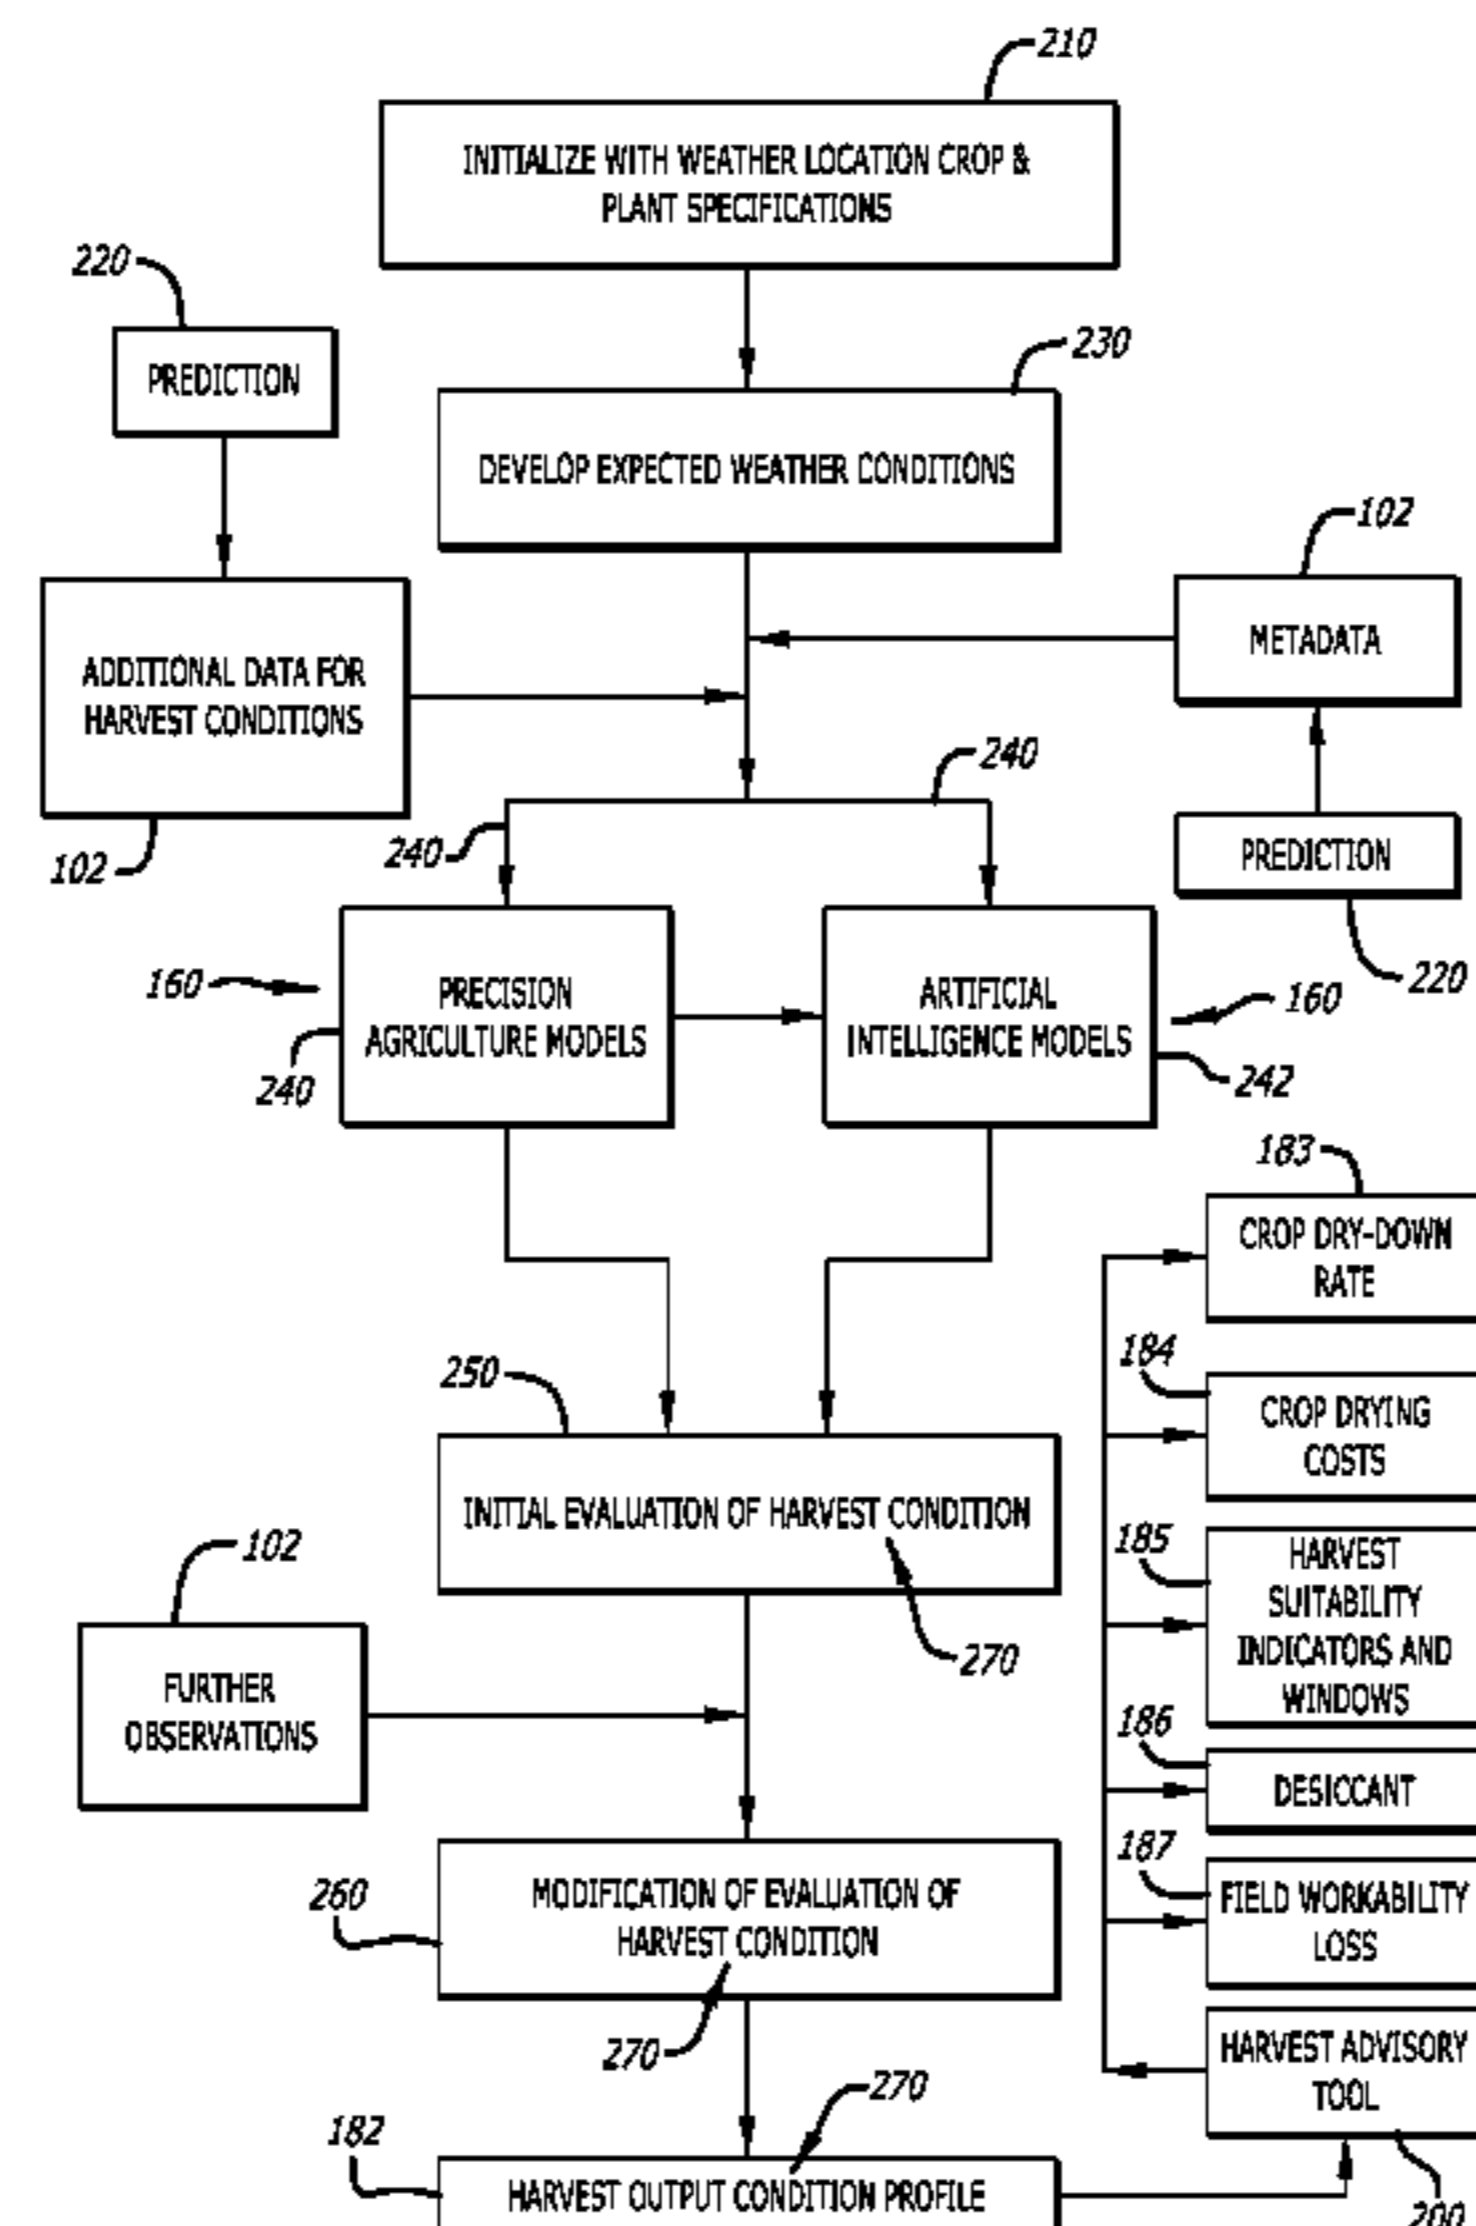 210
INITIALIZE WITH WEATHER LOCATION CROP &
PLANT SPECIFICATIONS
220
PREDICTION
230
DEVELOP EXPECTED WEATHER CONDITIONS
102
METADATA
ADDITIONAL DATA FOR
HARVEST CONDITIONS
102
240
240
PREDICTION
220
160
PRECISION
AGRICULTURE MODELS
240
ARTIFICIAL
INTELLIGENCE MODELS
160
242
183
CROP DRY-DOWN
RATE
184
CROP DRYING
COSTS
250
INITIAL EVALUATION OF HARVEST CONDITION
270
185
HARVEST
SUITABILITY
INDICATORS AND
WINDOWS
102
FURTHER
OBSERVATIONS
186
DESICCANT
187
FIELD WORKABILITY
LOSS
260
MODIFICATION OF EVALUATION OF
HARVEST CONDITION
270
HARVEST ADVISORY
TOOL
200
270
182
HARVEST OUTPUT CONDITION PROFILE